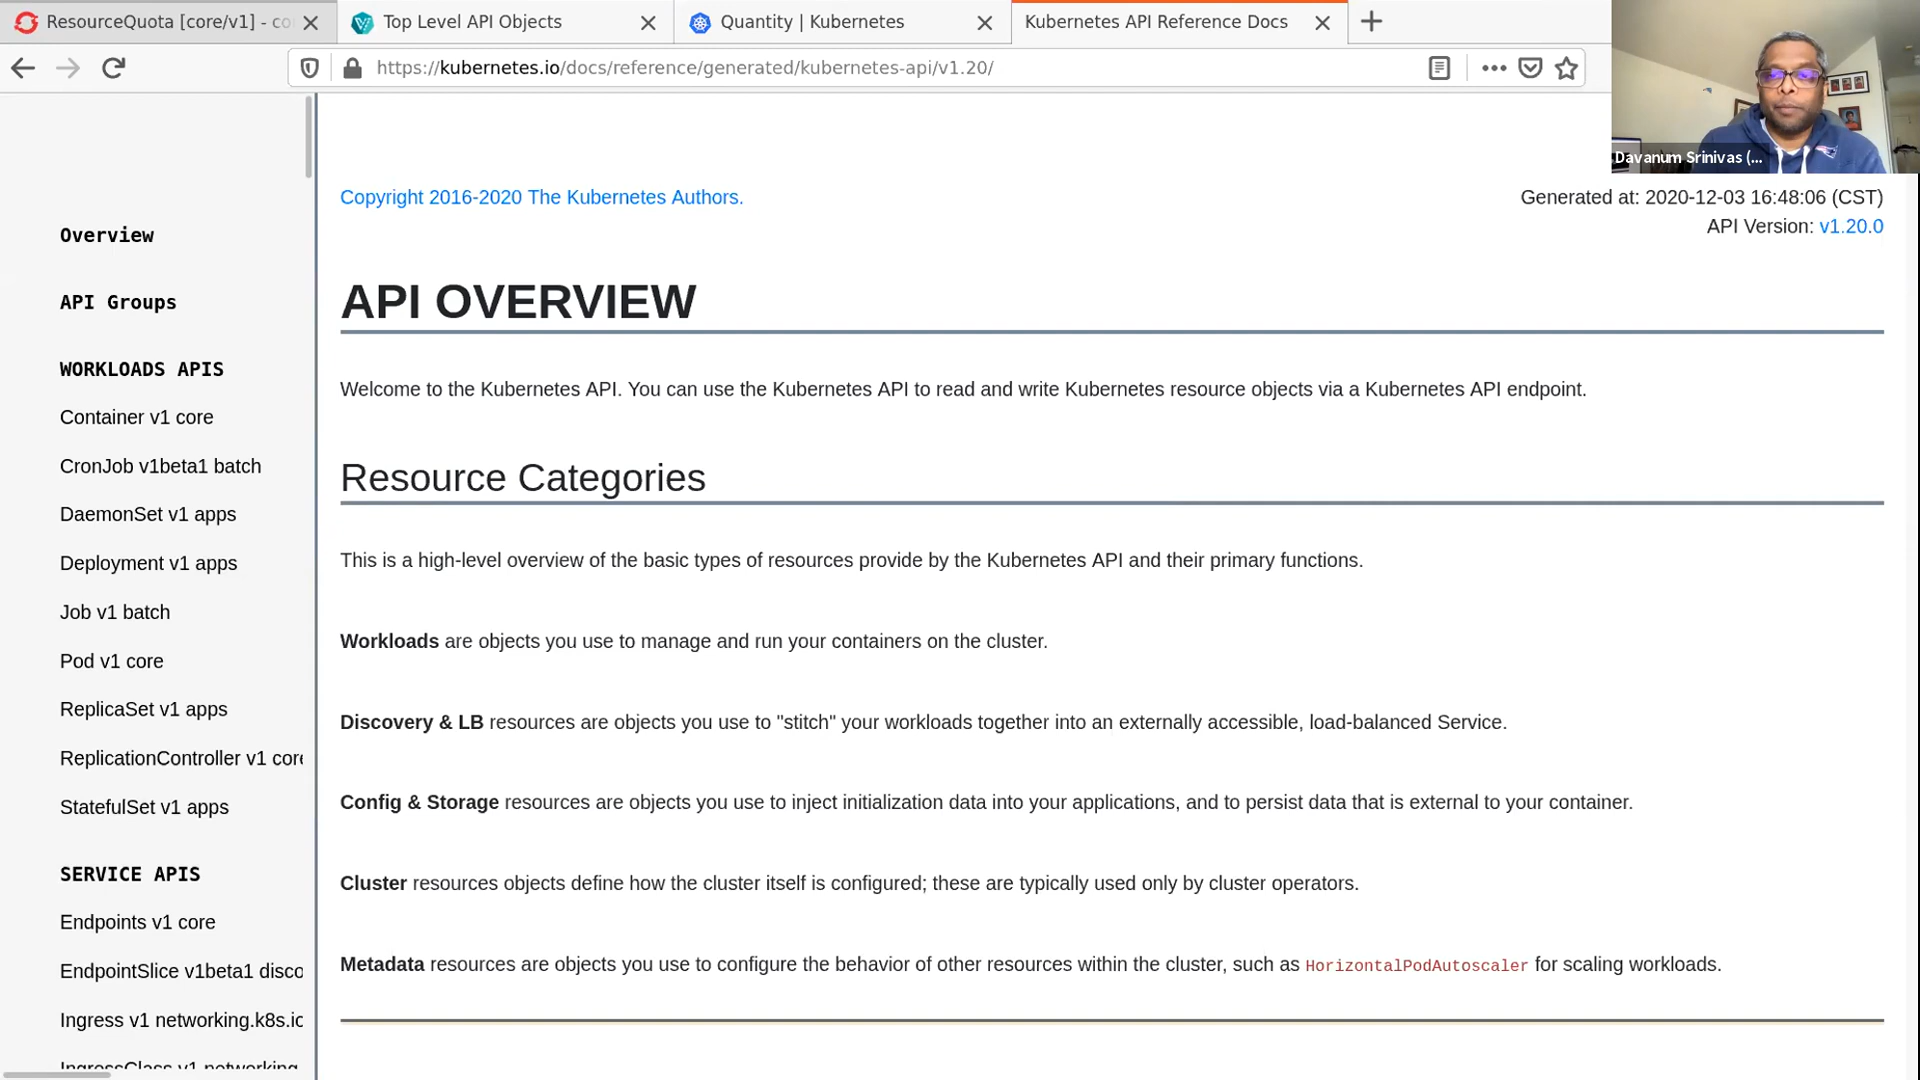 ResourceQuota [core/v1] - co
Top Level API Objects
Quantity | Kubernetes
Kubernetes API Reference Docs
https://kubernetes.io/docs/reference/generated/kubernetes-api/v1.20/
Davanum Srinivas (...
Copyright 2016-2020 The Kubernetes Authors.
Generated at: 2020-12-03 16:48:06 (CST)
API Version: v1.20.0
Overview
API Groups
WORKLOADS APIS
Container v1 core
CronJob v1beta1 batch
DaemonSet v1 apps
Deployment v1 apps
Job v1 batch
Pod v1 core
ReplicaSet v1 apps
ReplicationController v1 core
StatefulSet v1 apps
SERVICE APIS
Endpoints v1 core
EndpointSlice v1beta1 disco
Ingress v1 networking.k8s.io
IngressClass v1 networking
API OVERVIEW
Welcome to the Kubernetes API. You can use the Kubernetes API to read and write Kubernetes resource objects via a Kubernetes API endpoint.
Resource Categories
This is a high-level overview of the basic types of resources provide by the Kubernetes API and their primary functions.
Workloads are objects you use to manage and run your containers on the cluster.
Discovery & LB resources are objects you use to "stitch" your workloads together into an externally accessible, load-balanced Service.
Config & Storage resources are objects you use to inject initialization data into your applications, and to persist data that is external to your container.
Cluster resources objects define how the cluster itself is configured; these are typically used only by cluster operators.
Metadata resources are objects you use to configure the behavior of other resources within the cluster, such as HorizontalPodAutoscaler for scaling workloads.